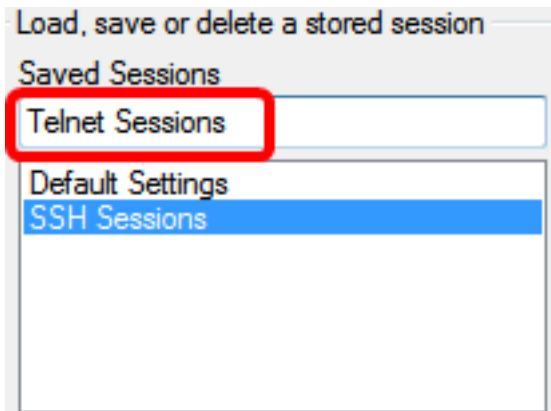 Load, save or delete a stored session
Saved Sessions
Telnet Sessions
Default Settings
SSH Sessions